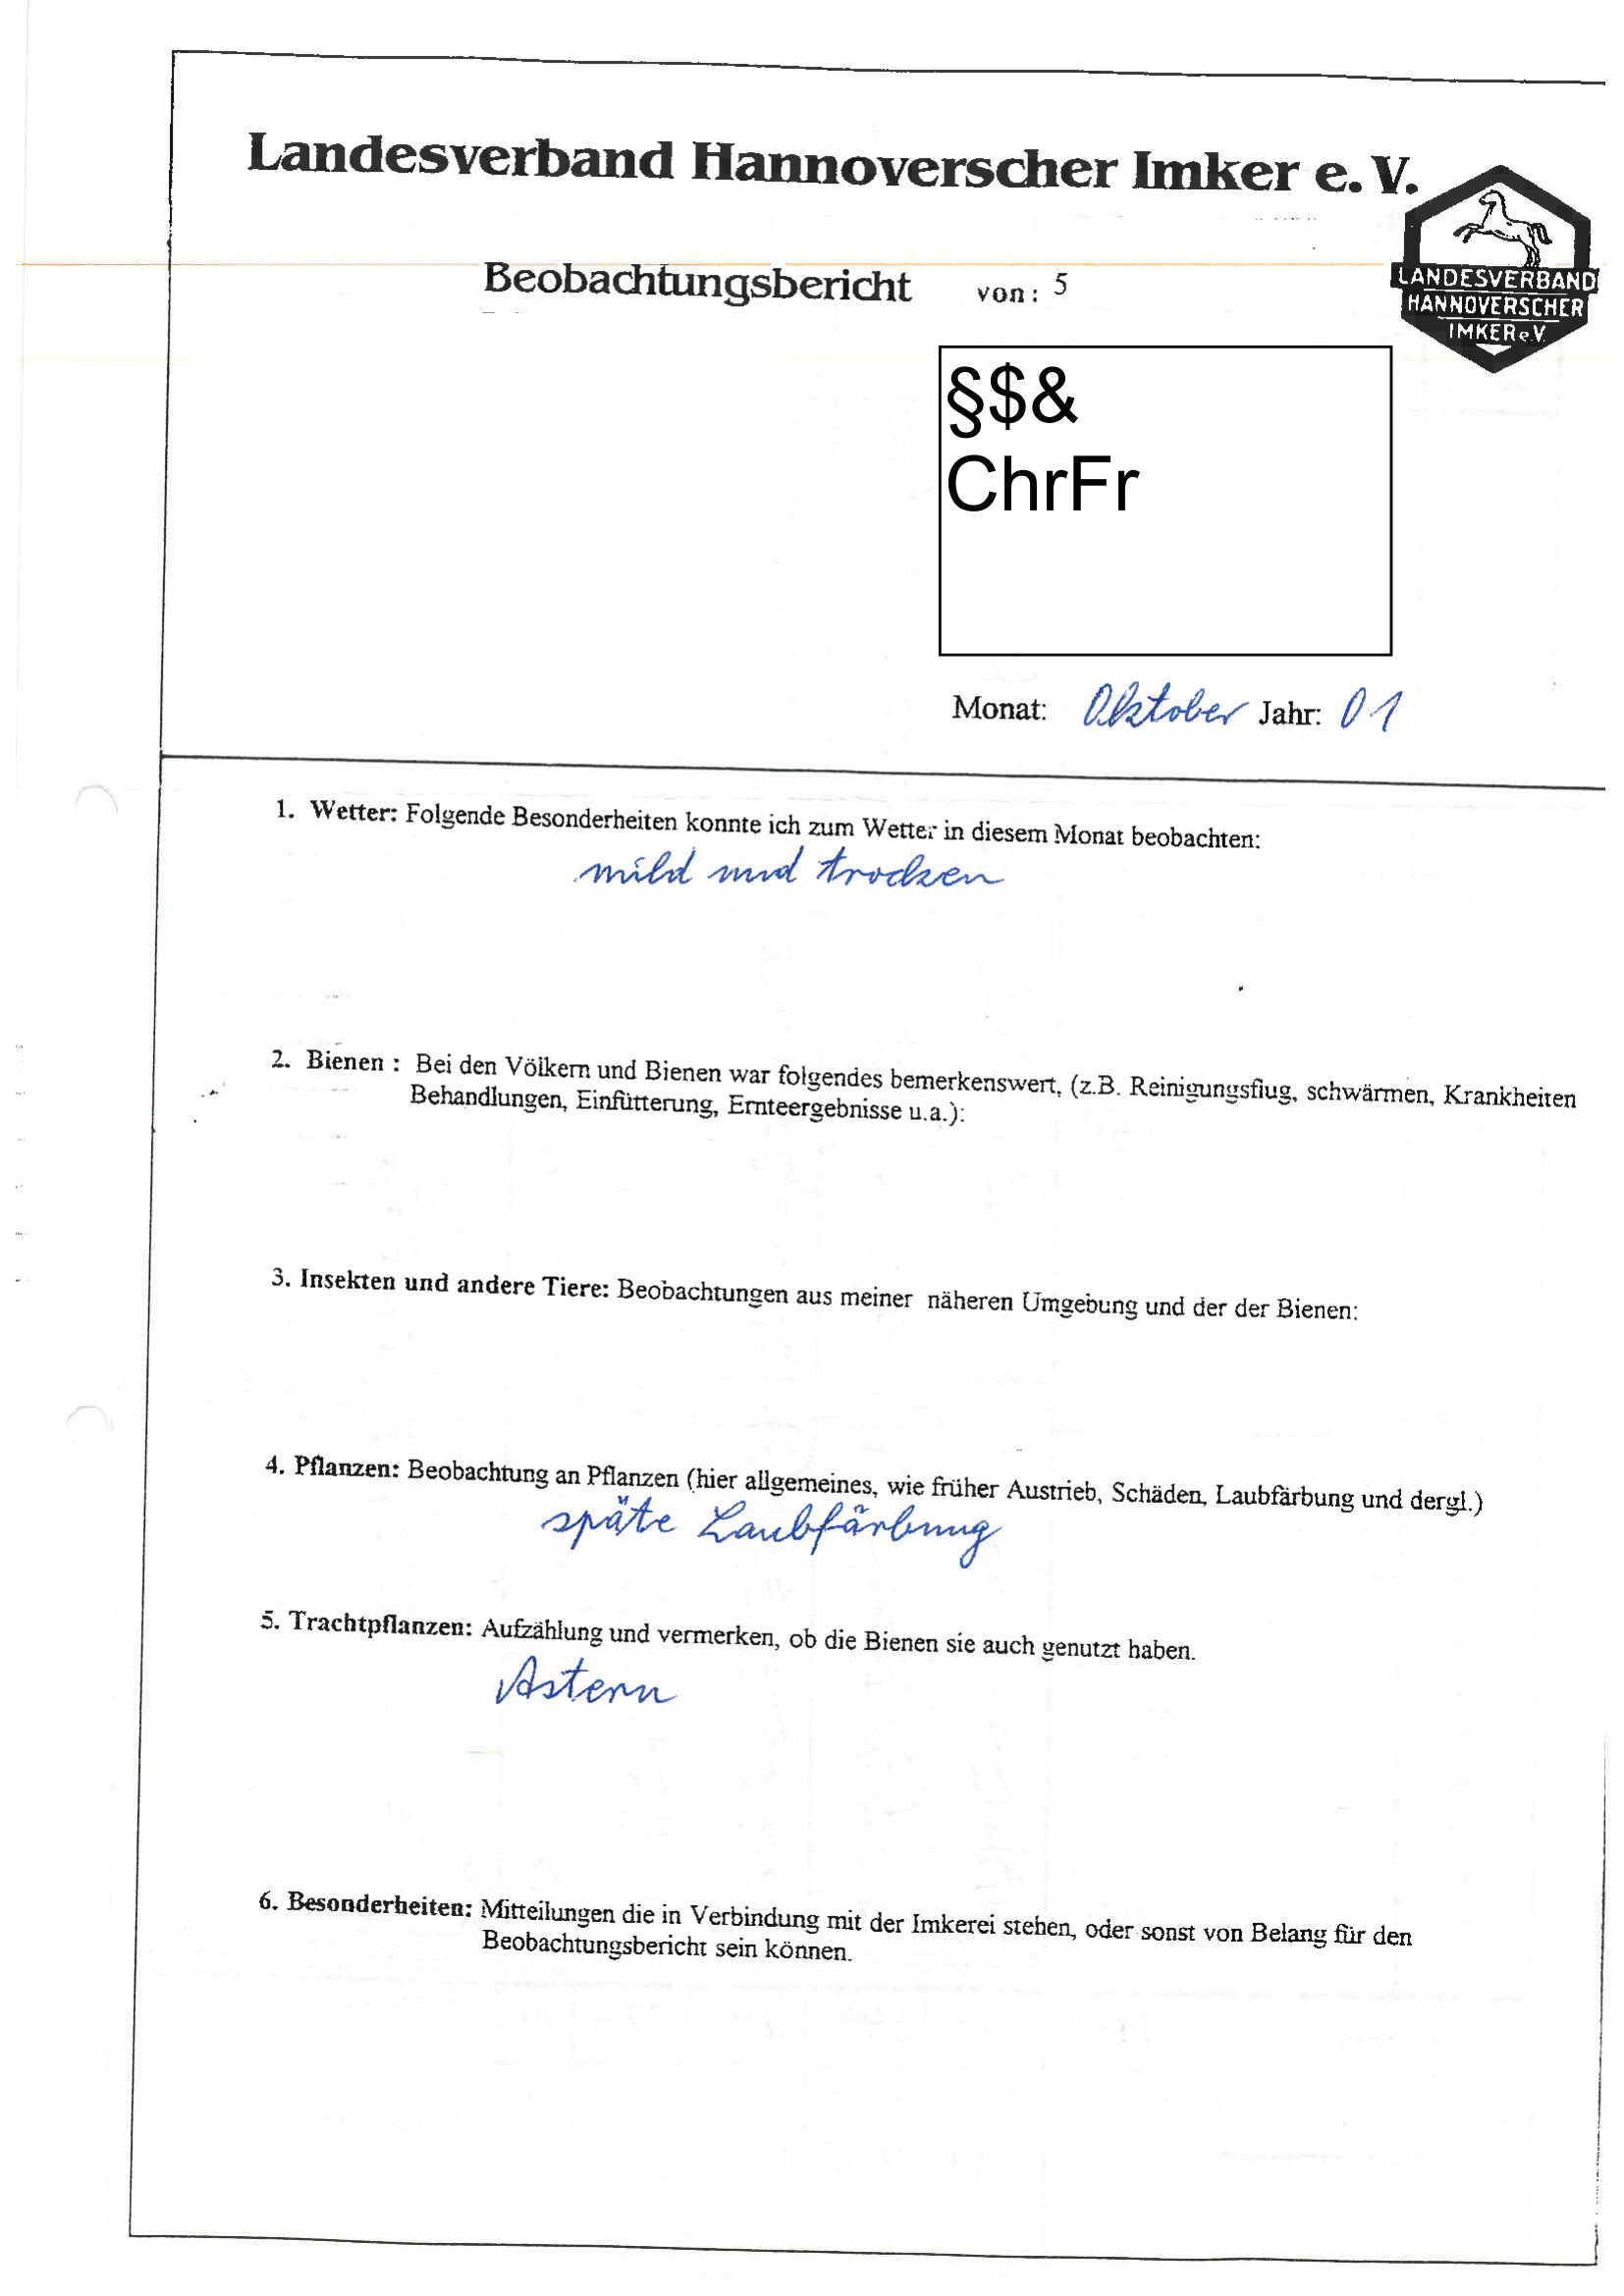 Landesverband Hannoverscher Imker e. V.
LANDESVERBAND
HANNOVERSCHER
IMKER e.V.
Beobachtungsbericht von: 5
§$&
ChrFr
Monat: Oktober Jahr: 01
1. Wetter: Folgende Besonderheiten konnte ich zum Wetter in diesem Monat beobachten:
mild und trocken
2. Bienen : Bei den Völkern und Bienen war folgendes bemerkenswert, (z.B. Reinigungsflug, schwärmen, Krankheiten
Behandlungen, Einfütterung, Ernteergebnisse u.a.):
3. Insekten und andere Tiere: Beobachtungen aus meiner näheren Umgebung und der der Bienen:
4. Pflanzen: Beobachtung an Pflanzen (hier allgemeines, wie früher Austrieb, Schäden, Laubfärbung und dergl.)
späte Laubfärbung
5. Trachtpflanzen: Aufzählung und vermerken, ob die Bienen sie auch genutzt haben.
Astern
6. Besonderheiten: Mitteilungen die in Verbindung mit der Imkerei stehen, oder sonst von Belang für den
Beobachtungsbericht sein können.